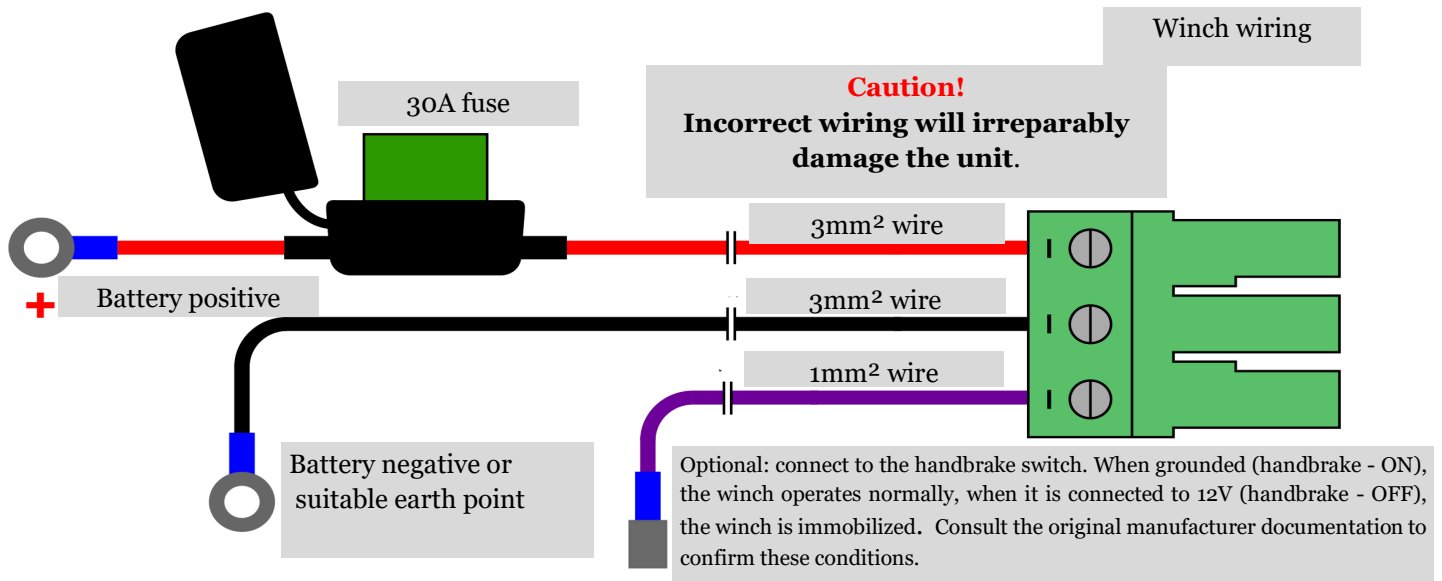 Winch wiring
30A fuse
Caution!
Incorrect wiring will irreparably
damage the unit.
3mm² wire
+
Battery positive
3mm² wire
1mm² wire
Battery negative or
suitable earth point
Optional: connect to the handbrake switch. When grounded (handbrake - ON),
the winch operates normally, when it is connected to 12V (handbrake - OFF),
the winch is immobilized. Consult the original manufacturer documentation to
confirm these conditions.